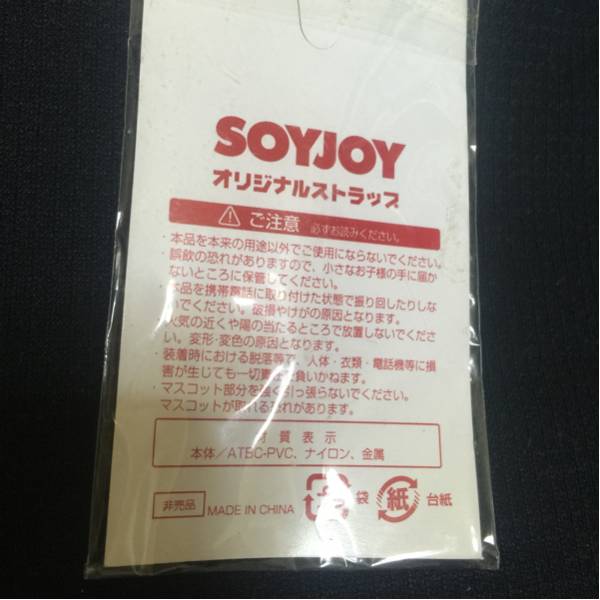 SOYJOY
オリジナルストラップ
ご注意 必ずお読みください。
・本品を本来の用途以外でご使用にならないでください。
誤飲の恐れがありますので、小さなお子様の手に届か
ないところに保管してください。
・本品を携帯電話に取り付けた状態で振り回したりしな
いでください。破損やけがの原因となります。
火気の近くや陽の当たるところで放置しないでくださ
い。変形・変色の原因となります。
・装着時における脱落等で、人体・衣類・電話機等に損
害が生じても一切責任負いかねます。
・マスコット部分を強く引っ張らないでください。
マスコットが取れる恐れがあります。
材質表示
本体／ATBC-PVC、ナイロン、金属
非売品 MADE IN CHINA プラ 袋 紙 台紙